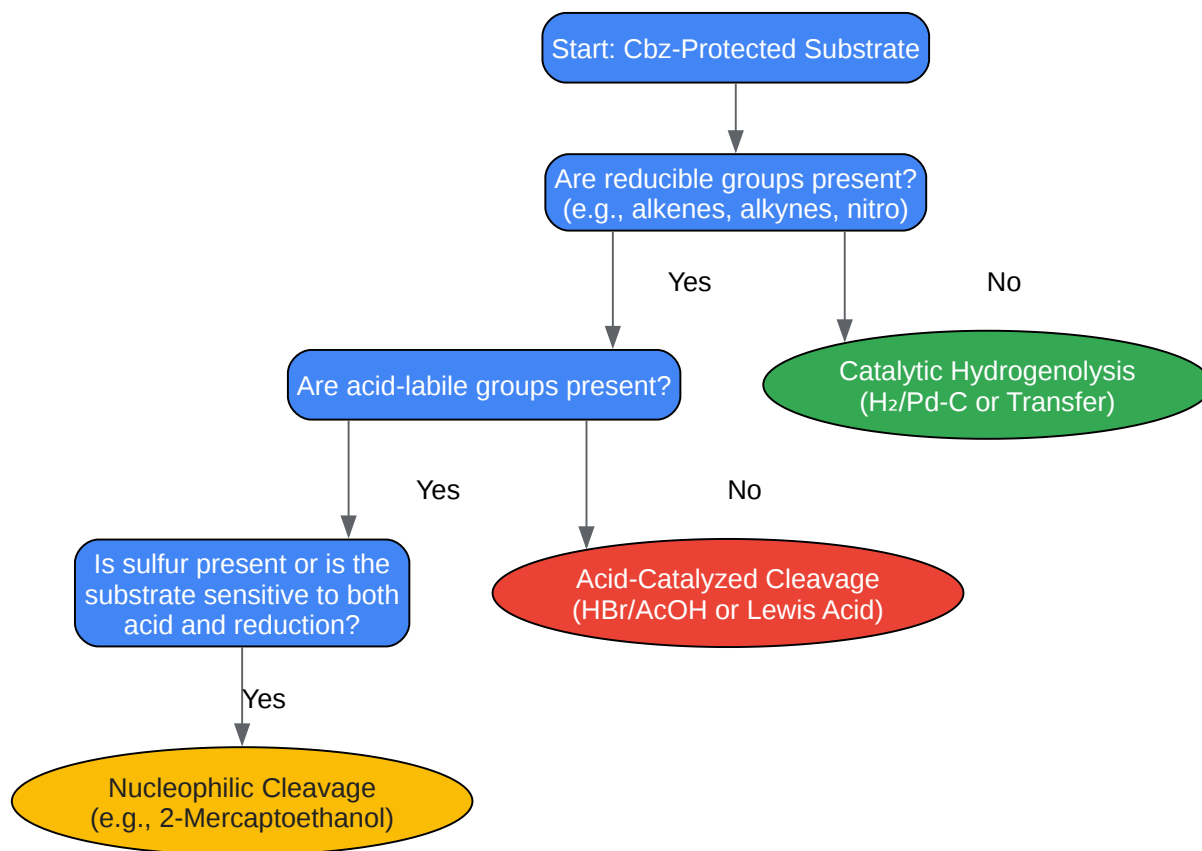 Start: Cbz-Protected Substrate
Are reducible groups present?
(e.g., alkenes, alkynes, nitro)
Yes
No
Are acid-labile groups present?
Catalytic Hydrogenolysis
(H₂/Pd-C or Transfer)
Yes
No
Is sulfur present or is the
substrate sensitive to both
acid and reduction?
Acid-Catalyzed Cleavage
(HBr/AcOH or Lewis Acid)
Yes
Nucleophilic Cleavage
(e.g., 2-Mercaptoethanol)